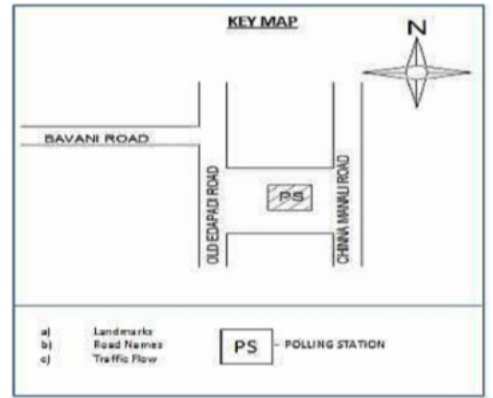 KEY MAP
N
BAVANI ROAD
OLD EDAPADI ROAD
PS
CHINNA MANALI ROAD
a) Landmarks
b) Road Names
c) Traffic Flow
PS - POLLING STATION